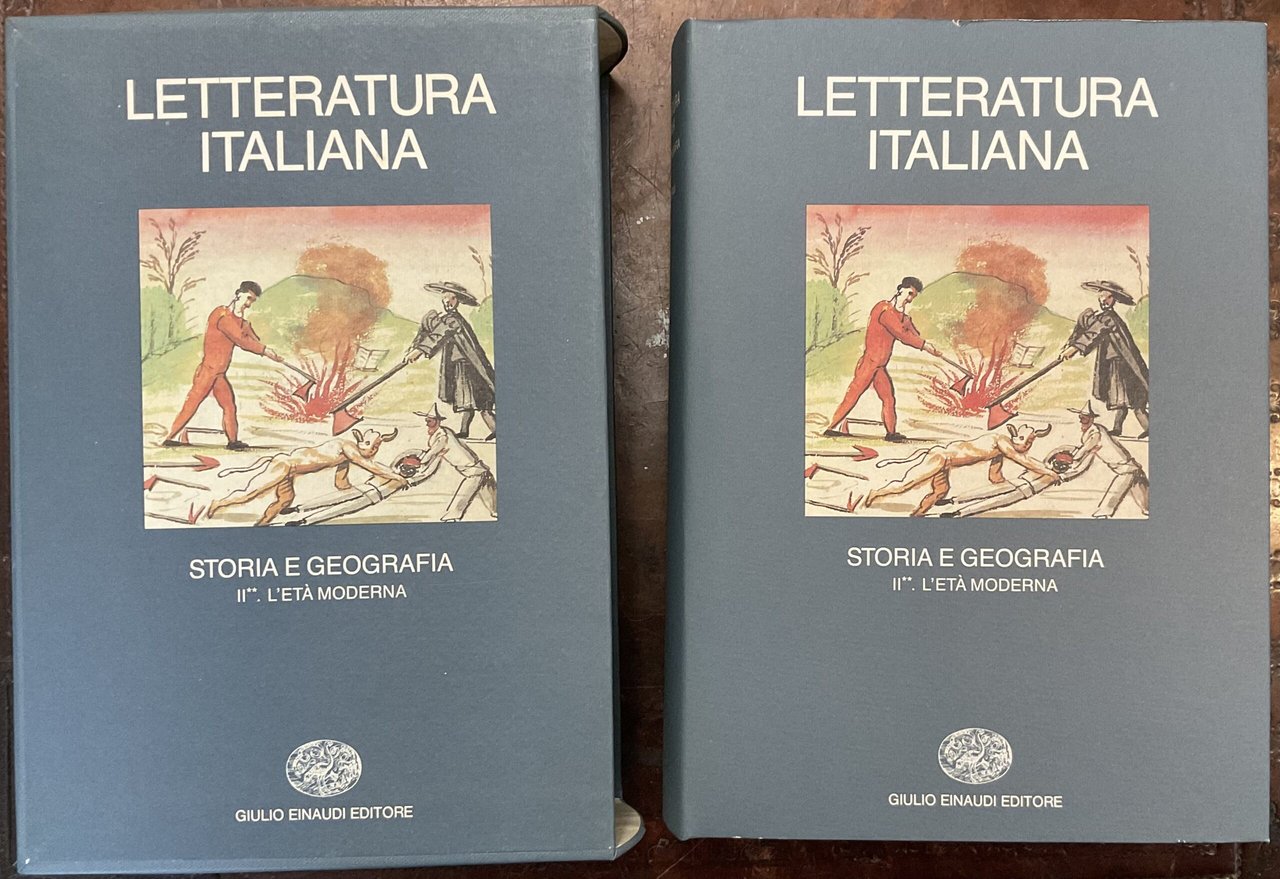 LETTERATURA
ITALIANA
STORIA E GEOGRAFIA
II**. L'ETÀ MODERNA
GIULIO EINAUDI EDITORE
LETTERATURA
ITALIANA
STORIA E GEOGRAFIA
II**. L'ETÀ MODERNA
GIULIO EINAUDI EDITORE